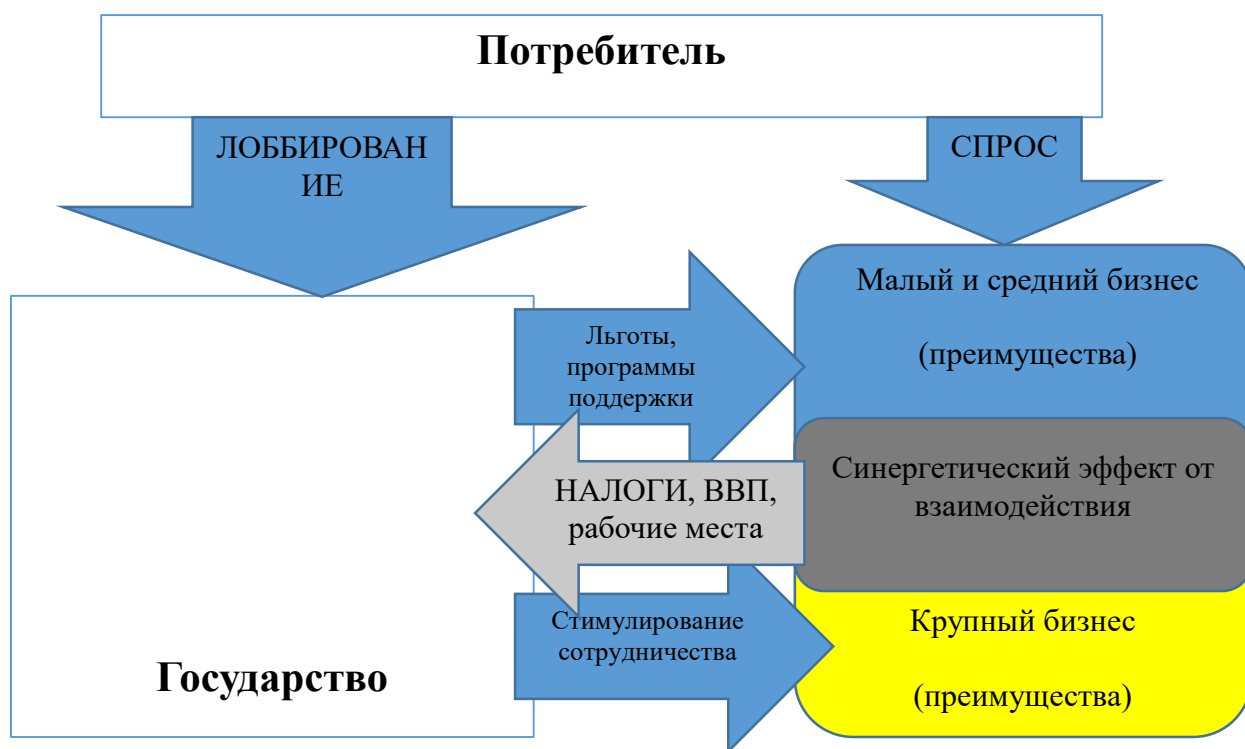 Потребитель
ЛОББИРОВАН
ИЕ
СПРОС
Малый и средний бизнес
(преимущества)
Льготы,
программы
поддержки
Синергетический эффект от
взаимодействия
НАЛОГИ, ВВП,
рабочие места
Стимулирование
сотрудничества
Крупный бизнес
(преимущества)
Государство